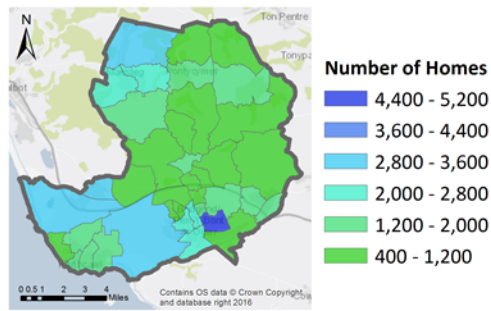 N
Ton Pentre
Tonypa
lbot
Number of Homes
4,400 - 5,200
3,600 - 4,400
2,800 - 3,600
2,000 - 2,800
1,200 - 2,000
400 - 1,200
0 0.5 1 2 3 4
Miles
Contains OS data © Crown Copyright
and database right 2016